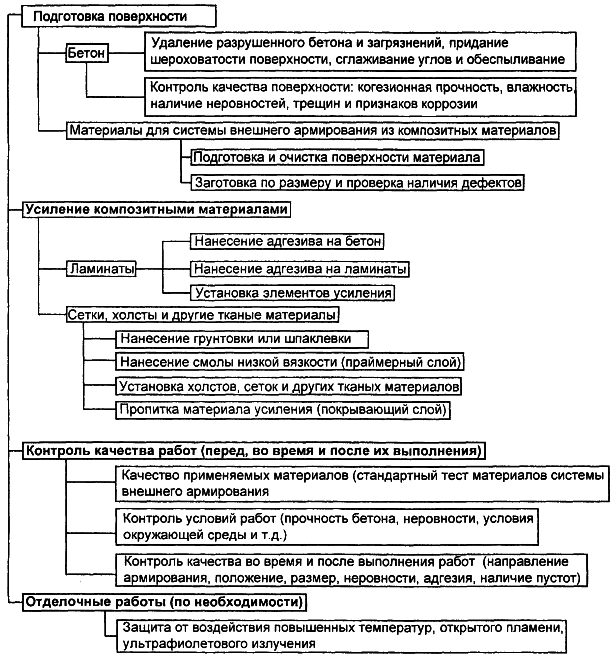 Подготовка поверхности
Бетон
Удаление разрушенного бетона и загрязнений, придание
шероховатости поверхности, сглаживание углов и обеспыливание
Контроль качества поверхности: когезионная прочность, влажность,
наличие неровностей, трещин и признаков коррозии
Материалы для системы внешнего армирования из композитных материалов
Подготовка и очистка поверхности материала
Заготовка по размеру и проверка наличия дефектов
Усиление композитными материалами
Ламинаты
Нанесение адгезива на бетон
Нанесение адгезива на ламинаты
Установка элементов усиления
Сетки, холсты и другие тканые материалы
Нанесение грунтовки или шпаклевки
Нанесение смолы низкой вязкости (праймерный слой)
Установка холстов, сеток и других тканых материалов
Пропитка материала усиления (покрывающий слой)
Контроль качества работ (перед, во время и после их выполнения)
Качество применяемых материалов (стандартный тест материалов системы
внешнего армирования
Контроль условий работ (прочность бетона, неровности, условия
окружающей среды и т.д.)
Контроль качества во время и после выполнения работ (направление
армирования, положение, размер, неровности, адгезия, наличие пустот)
Отделочные работы (по необходимости)
Защита от воздействия повышенных температур, открытого пламени,
ультрафиолетового излучения